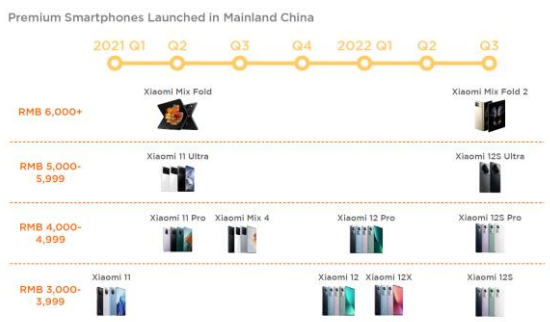 Premium Smartphones Launched in Mainland China
2021 Q1 Q2 Q3 Q4 2022 Q1 Q2 Q3
Xiaomi Mix Fold Xiaomi Mix Fold 2
RMB 6,000+
Xiaomi 11 Ultra Xiaomi 12S Ultra
RMB 5,000-
5,999
Xiaomi 11 Pro Xiaomi Mix 4 Xiaomi 12 Pro Xiaomi 12S Pro
RMB 4,000-
4,999
Xiaomi 11 Xiaomi 12 Xiaomi 12X Xiaomi 12S
RMB 3,000-
3,999